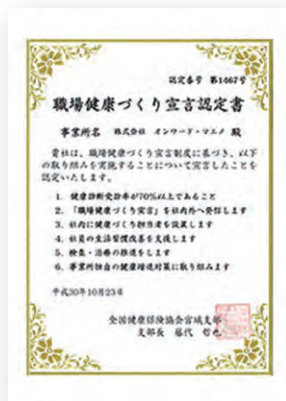 認定番号 第1467号
職場健康づくり宣言認定書
事業所名 株式会社 オンワード・マエノ 殿
貴社は、職場健康づくり宣言制度に基づき、以下
の取り組みを実施することについて宣言したことを
認定いたします。
1. 健康診断受診率が70%以上であること
2. 「職場健康づくり宣言」を社内外へ発信します
3. 社内に健康づくり担当者を設置します
4. 社員の生活習慣改善を支援します
5. 検査・治療の推進をします
6. 事業所独自の健康増進対策に取り組みます
平成30年10月23日
全国健康保険協会宮城支部
支部長 藤代 哲也